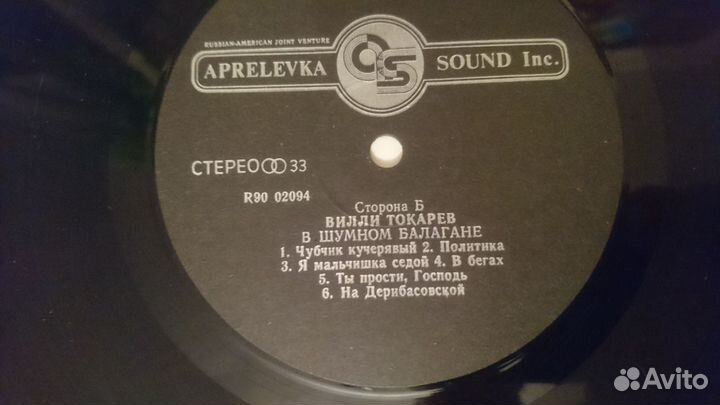 RUSSIAN-AMERICAN JOINT VENTURE
APRELEVKA SOUND Inc.
СТЕРЕО 33
R90 02094
Сторона Б
ВИЛЛИ ТОКАРЕВ
В ШУМНОМ БАЛАГАНЕ
1. Чубчик кучерявый 2. Политика
3. Я мальчишка седой 4. В бегах
5. Ты прости, Господь
6. На Дерибасовской
Avito